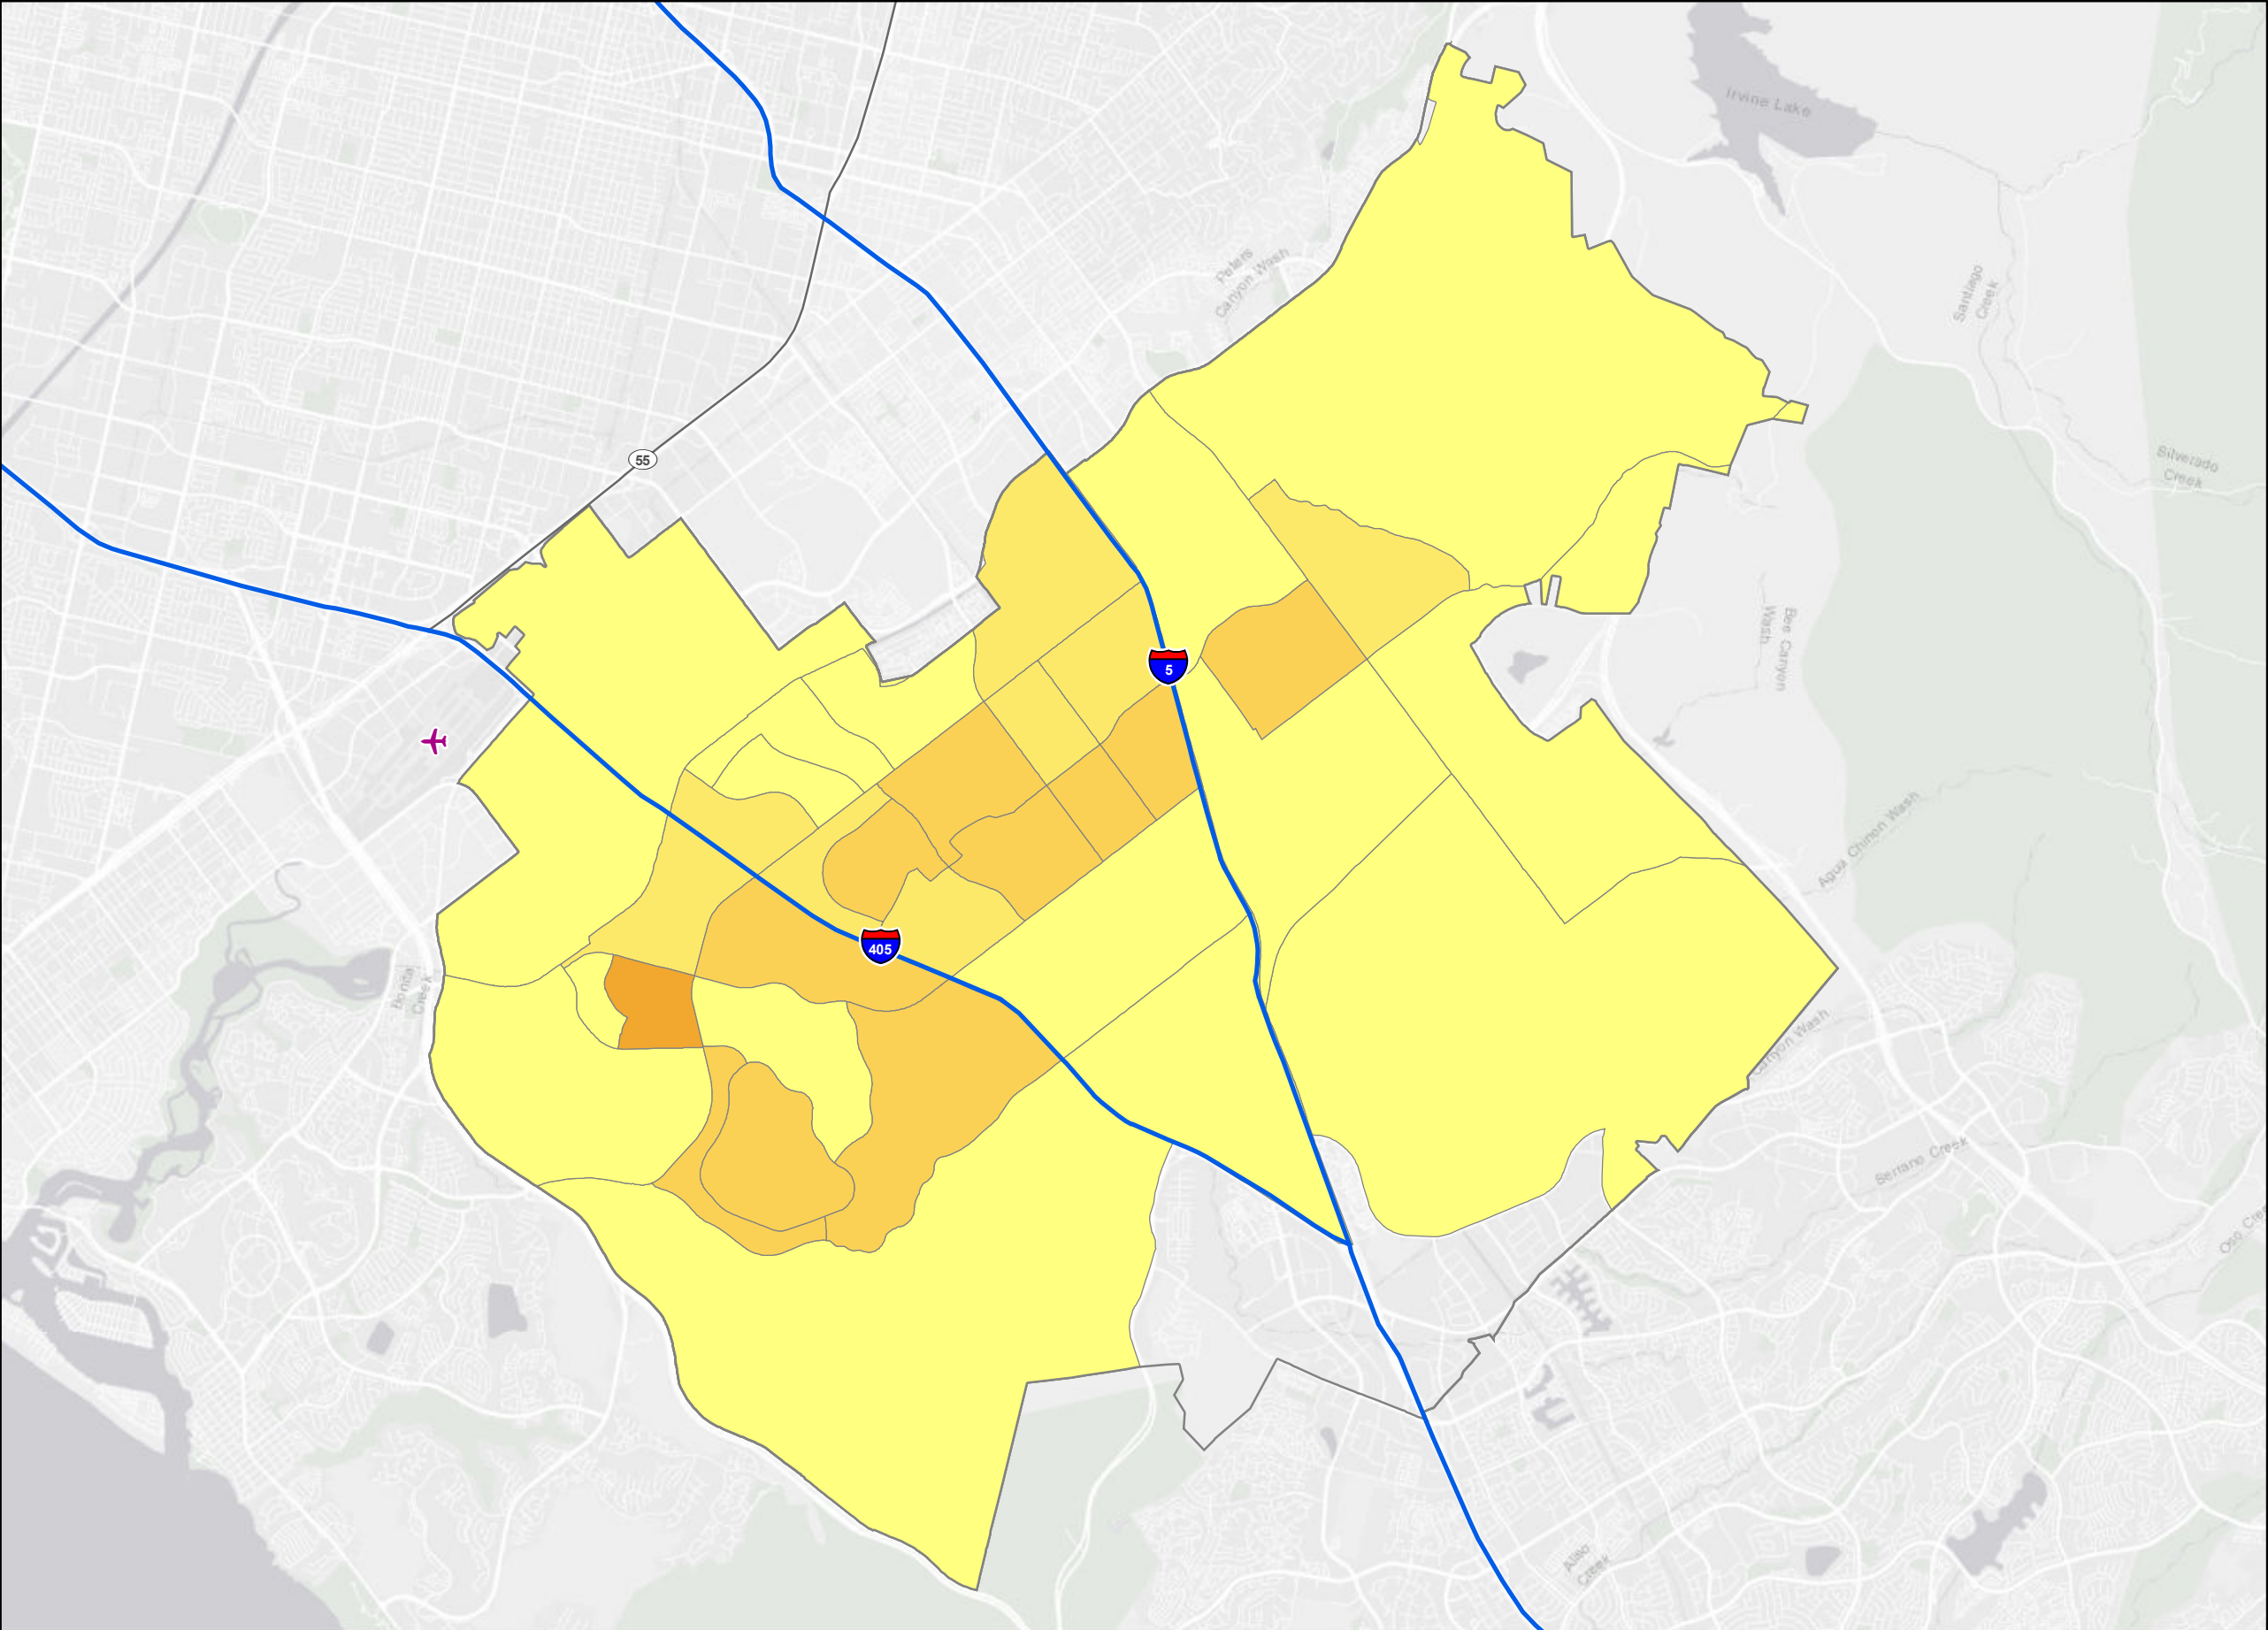 Irvine Lake
Peters
Canyon Wash
Santiago
Creek
55
Silverado
Creek
Bee Canyon
Wash
5
Agua Chinon Wash
405
Bonita
Creek
Canyon Wash
Serrano Creek
Oso Creek
Aliso
Creek